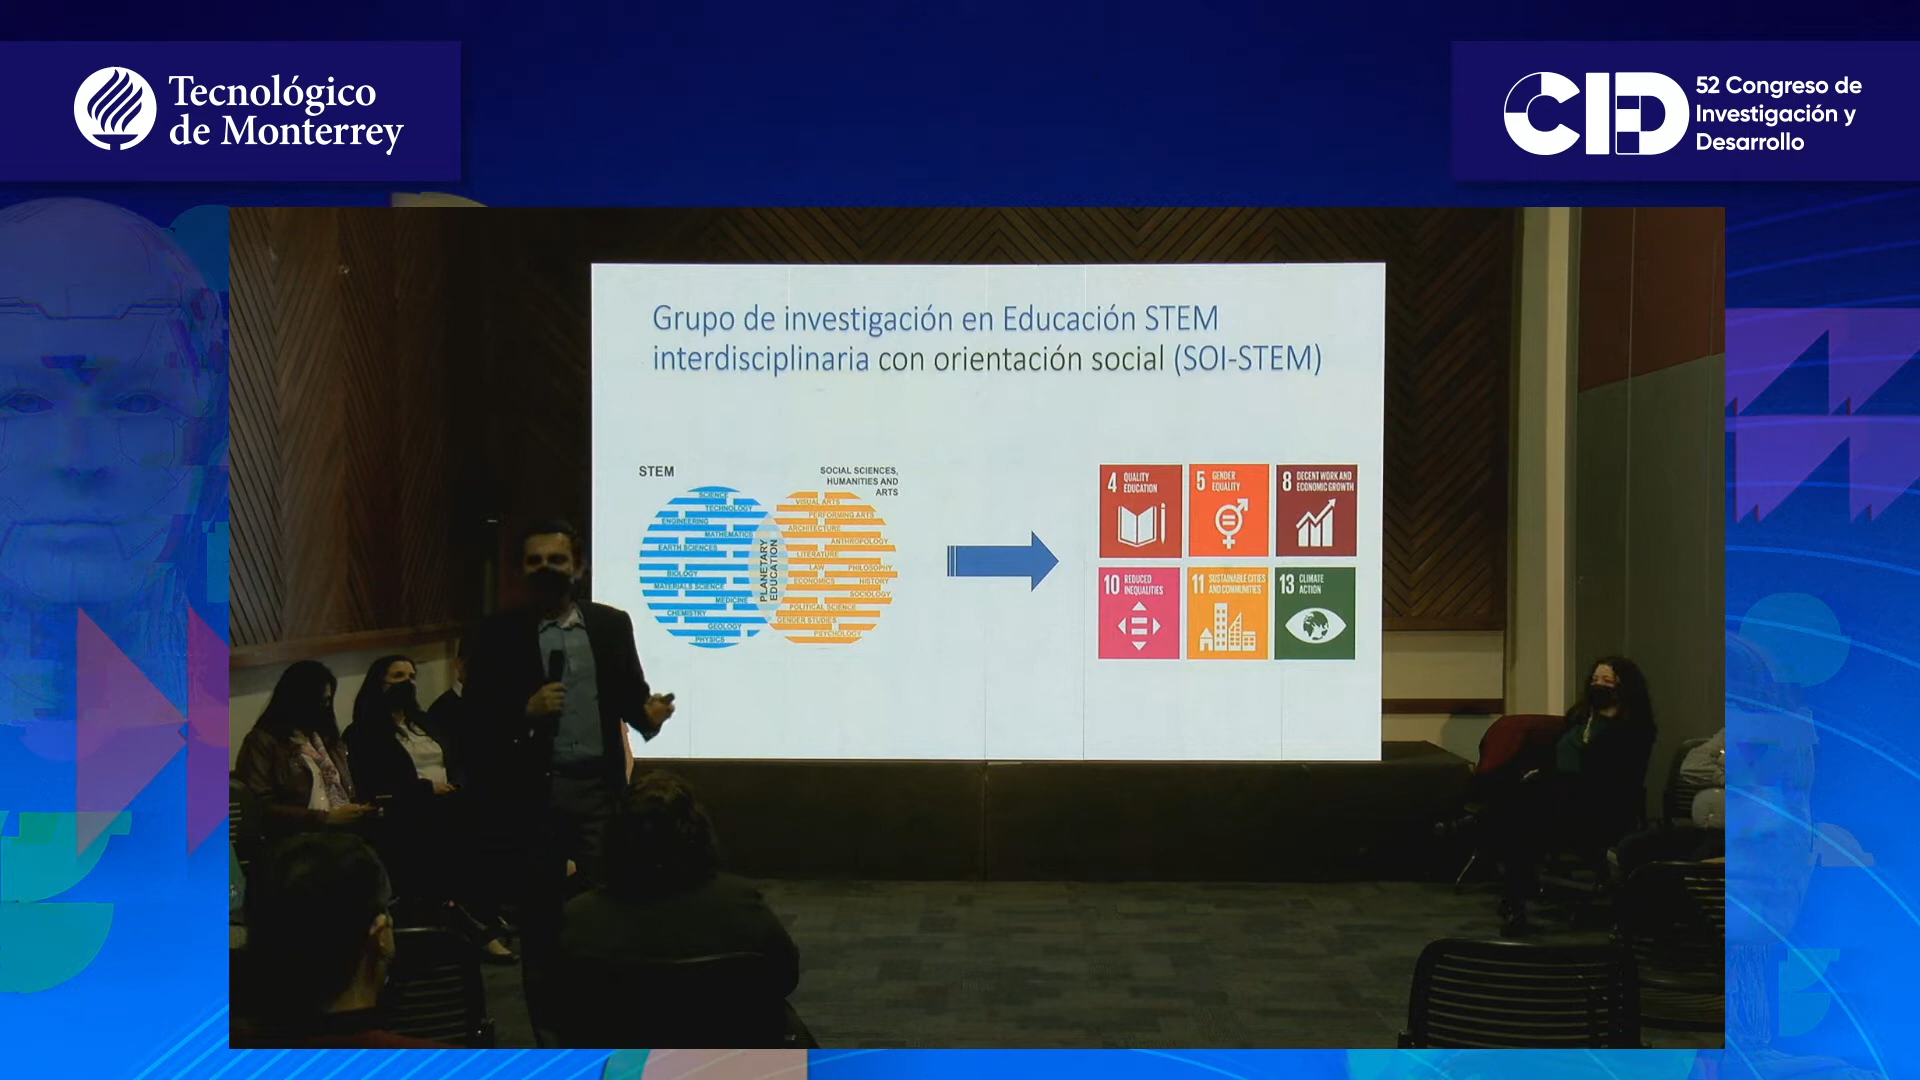 Tecnológico
de Monterrey
52 Congreso de
Investigación y
Desarrollo
CID
Grupo de investigación en Educación STEM
interdisciplinaria con orientación social (SOI-STEM)
STEM
SCIENCE
TECHNOLOGY
ENGINEERING
MATHEMATICS
EARTH SCIENCES
BIOLOGY
MATERIALS SCIENCE
MEDICINE
CHEMISTRY
GEOLOGY
PHYSICS
PLANETARY
EDUCATION
SOCIAL SCIENCES,
HUMANITIES AND
ARTS
VISUAL ARTS
PERFORMING ARTS
ARCHITECTURE
ANTHROPOLOGY
LITERATURE
LAW
PHILOSOPHY
ECONOMICS
HISTORY
SOCIOLOGY
POLITICAL SCIENCE
GENDER STUDIES
PSYCHOLOGY
4 QUALITY
EDUCATION
5 GENDER
EQUALITY
8 DECENT WORK AND
ECONOMIC GROWTH
10 REDUCED
INEQUALITIES
11 SUSTAINABLE CITIES
AND COMMUNITIES
13 CLIMATE
ACTION